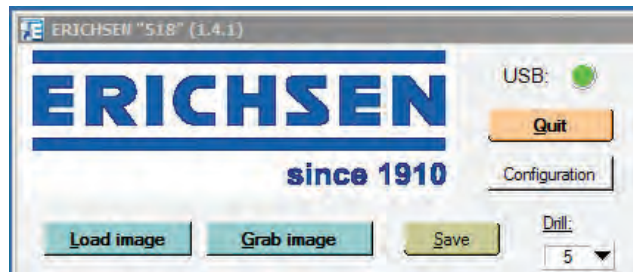 ERICHSEN "518" (1.4.1)
ERICHSEN
since 1910
USB:
Quit
Configuration
Load image
Grab image
Save
Drill:
5